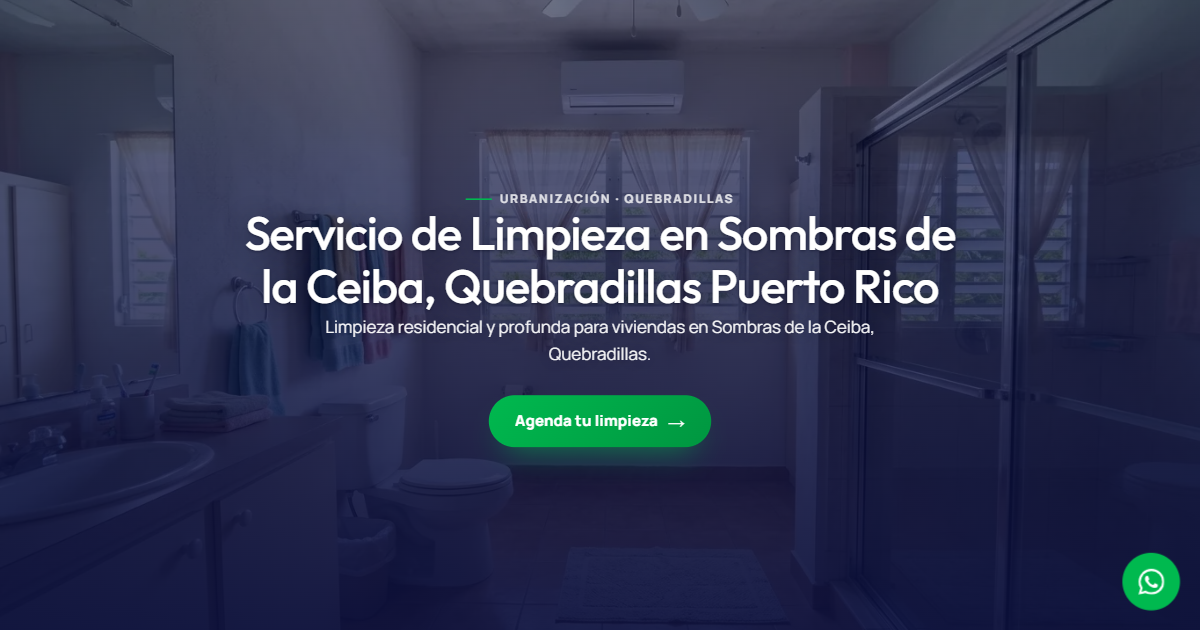 URBANIZACIÓN · QUEBRADILLAS
Servicio de Limpieza en Sombras de
la Ceiba, Quebradillas Puerto Rico
Limpieza residencial y profunda para viviendas en Sombras de la Ceiba,
Quebradillas.
Agenda tu limpieza →